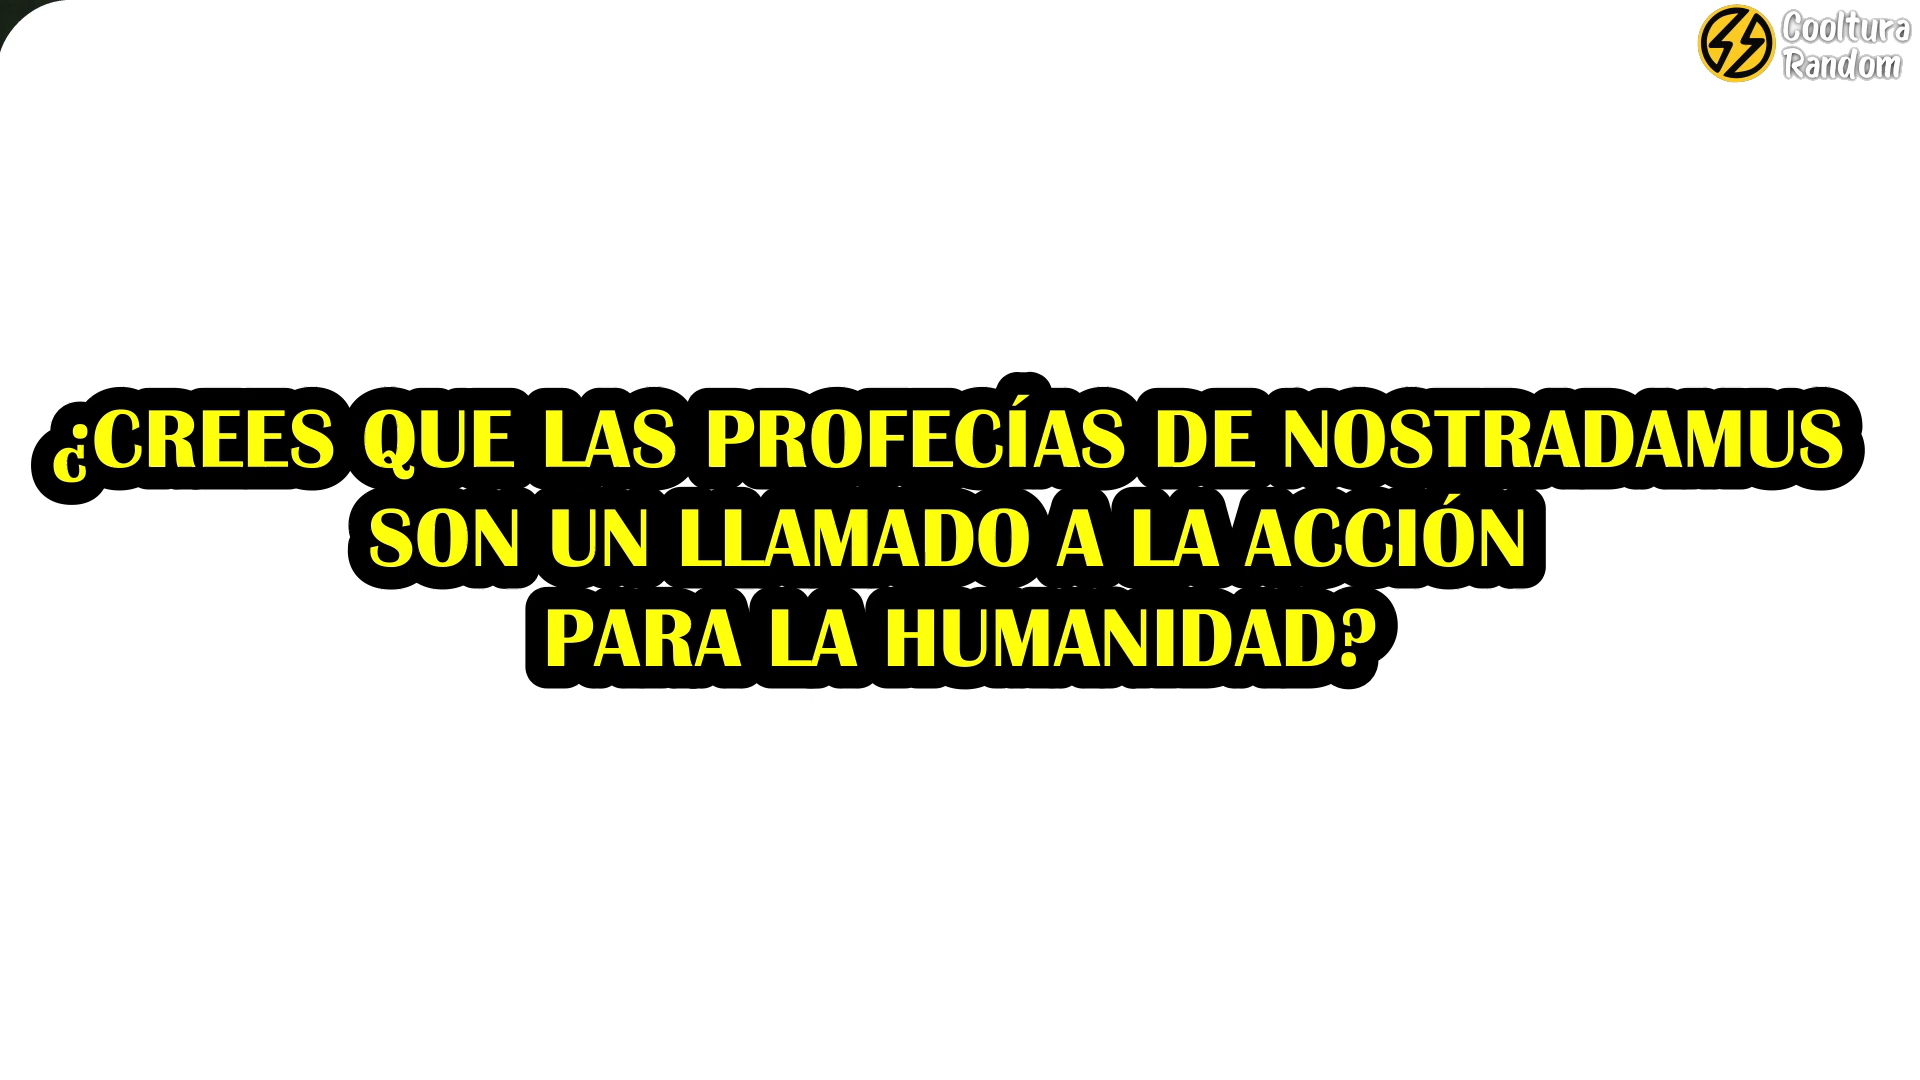 Cooltura
Random
¿CREES QUE LAS PROFECÍAS DE NOSTRADAMUS
SON UN LLAMADO A LA ACCIÓN
PARA LA HUMANIDAD?